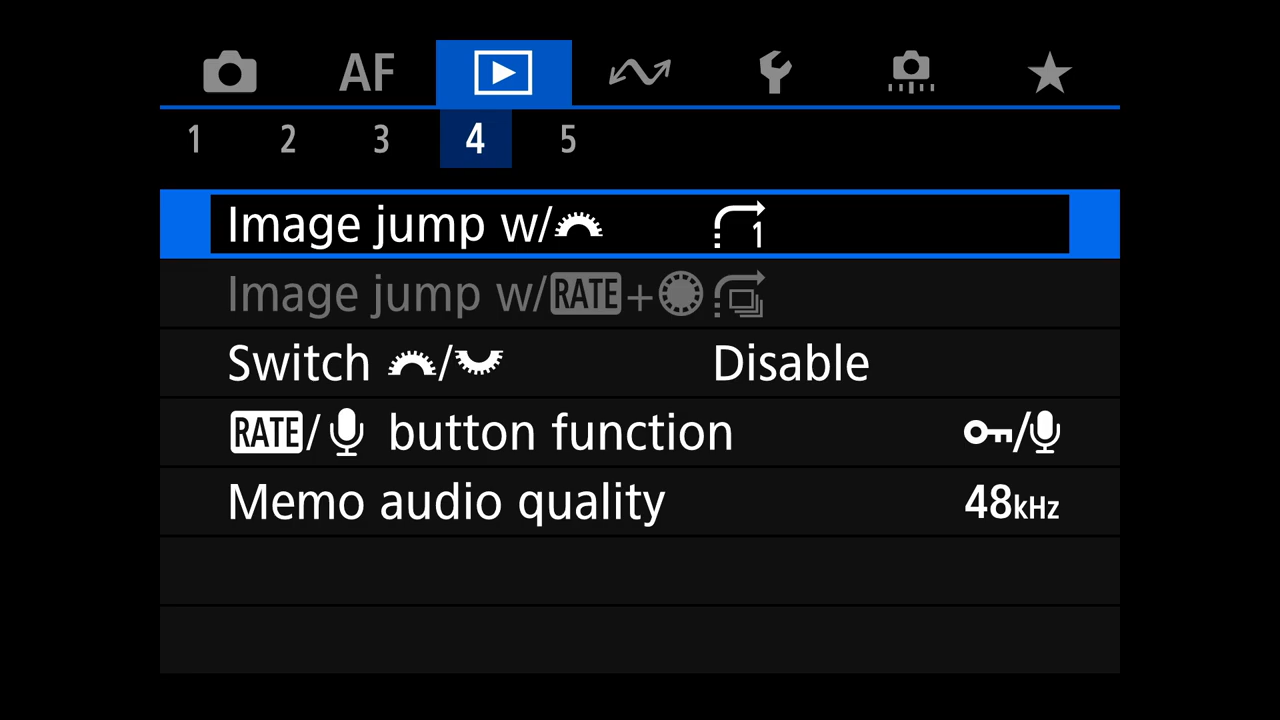 AF
1 2 3 4 5
Image jump w/ 1
Image jump w/RATE+
Switch / Disable
RATE/ button function /
Memo audio quality 48kHz